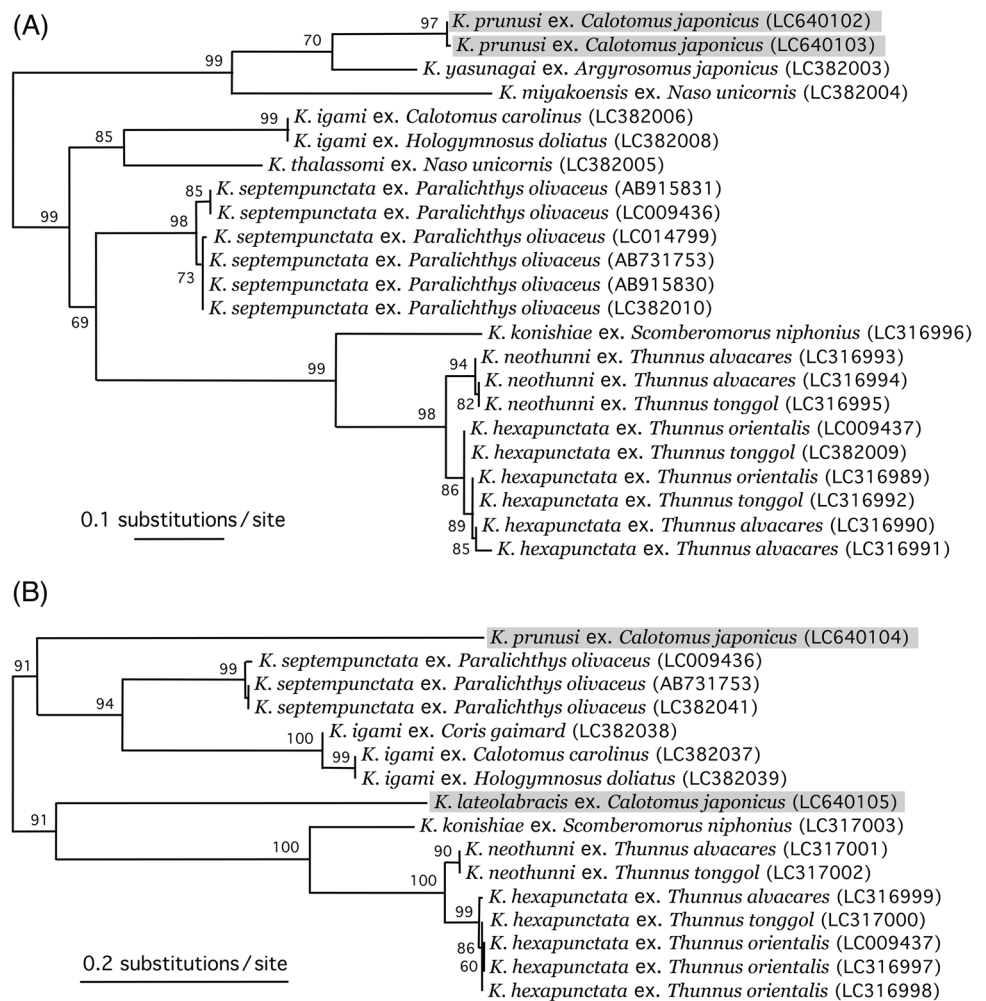 (A)
97 K. prunusi ex. Calotomus japonicus (LC640102)
K. prunusi ex. Calotomus japonicus (LC640103)
70
99
K. yasunagai ex. Argyrosomus japonicus (LC382003)
K. miyakoensis ex. Naso unicornis (LC382004)
99 K. igami ex. Calotomus carolinus (LC382006)
85
K. igami ex. Hologymnosus doliatus (LC382008)
K. thalassomi ex. Naso unicornis (LC382005)
85 K. septempunctata ex. Paralichthys olivaceus (AB915831)
99
98
K. septempunctata ex. Paralichthys olivaceus (LC009436)
K. septempunctata ex. Paralichthys olivaceus (LC014799)
K. septempunctata ex. Paralichthys olivaceus (AB731753)
73
K. septempunctata ex. Paralichthys olivaceus (AB915830)
K. septempunctata ex. Paralichthys olivaceus (LC382010)
69
K. konishiae ex. Scomberomorus niphonius (LC316996)
99
94 K. neothunni ex. Thunnus alvacares (LC316993)
K. neothunni ex. Thunnus alvacares (LC316994)
82 K. neothunni ex. Thunnus tonggol (LC316995)
98
K. hexapunctata ex. Thunnus orientalis (LC009437)
K. hexapunctata ex. Thunnus tonggol (LC382009)
K. hexapunctata ex. Thunnus orientalis (LC316989)
86
K. hexapunctata ex. Thunnus tonggol (LC316992)
89 K. hexapunctata ex. Thunnus alvacares (LC316990)
85 K. hexapunctata ex. Thunnus alvacares (LC316991)
0.1 substitutions/site
(B)
K. prunusi ex. Calotomus japonicus (LC640104)
91
99 K. septempunctata ex. Paralichthys olivaceus (LC009436)
K. septempunctata ex. Paralichthys olivaceus (AB731753)
94
K. septempunctata ex. Paralichthys olivaceus (LC382041)
K. igami ex. Coris gaimard (LC382038)
100
99 K. igami ex. Calotomus carolinus (LC382037)
K. igami ex. Hologymnosus doliatus (LC382039)
K. lateolabracis ex. Calotomus japonicus (LC640105)
91
K. konishiae ex. Scomberomorus niphonius (LC317003)
100
90 K. neothunni ex. Thunnus alvacares (LC317001)
K. neothunni ex. Thunnus tonggol (LC317002)
100
K. hexapunctata ex. Thunnus alvacares (LC316999)
99
K. hexapunctata ex. Thunnus tonggol (LC317000)
K. hexapunctata ex. Thunnus orientalis (LC009437)
86
60 K. hexapunctata ex. Thunnus orientalis (LC316997)
K. hexapunctata ex. Thunnus orientalis (LC316998)
0.2 substitutions/site